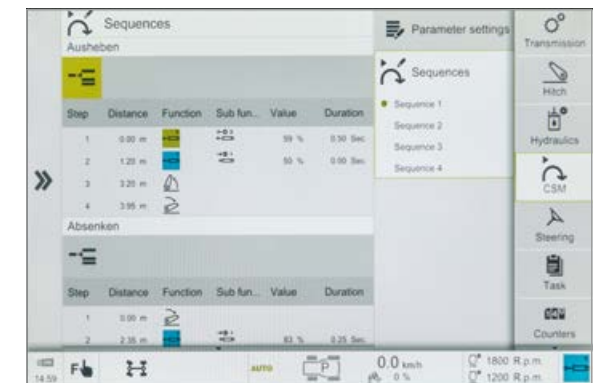 Sequences
Ausheben
Step Distance Function Sub fun... Value Duration
1 0.00 m 99 % 0.50 Sec.
2 1.20 m 50 % 0.00 Sec.
3 3.20 m
4 3.95 m
Absenken
Step Distance Function Sub fun... Value Duration
1 0.00 m
2 2.35 m 83 % 0.25 Sec.
Parameter settings
Sequences
Sequence 1
Sequence 2
Sequence 3
Sequence 4
Transmission
Hitch
Hydraulics
CSM
Steering
Task
Counters
14:59
F
AUTO
P
0.0 km/h
0 %
1800 R.p.m.
1200 R.p.m.